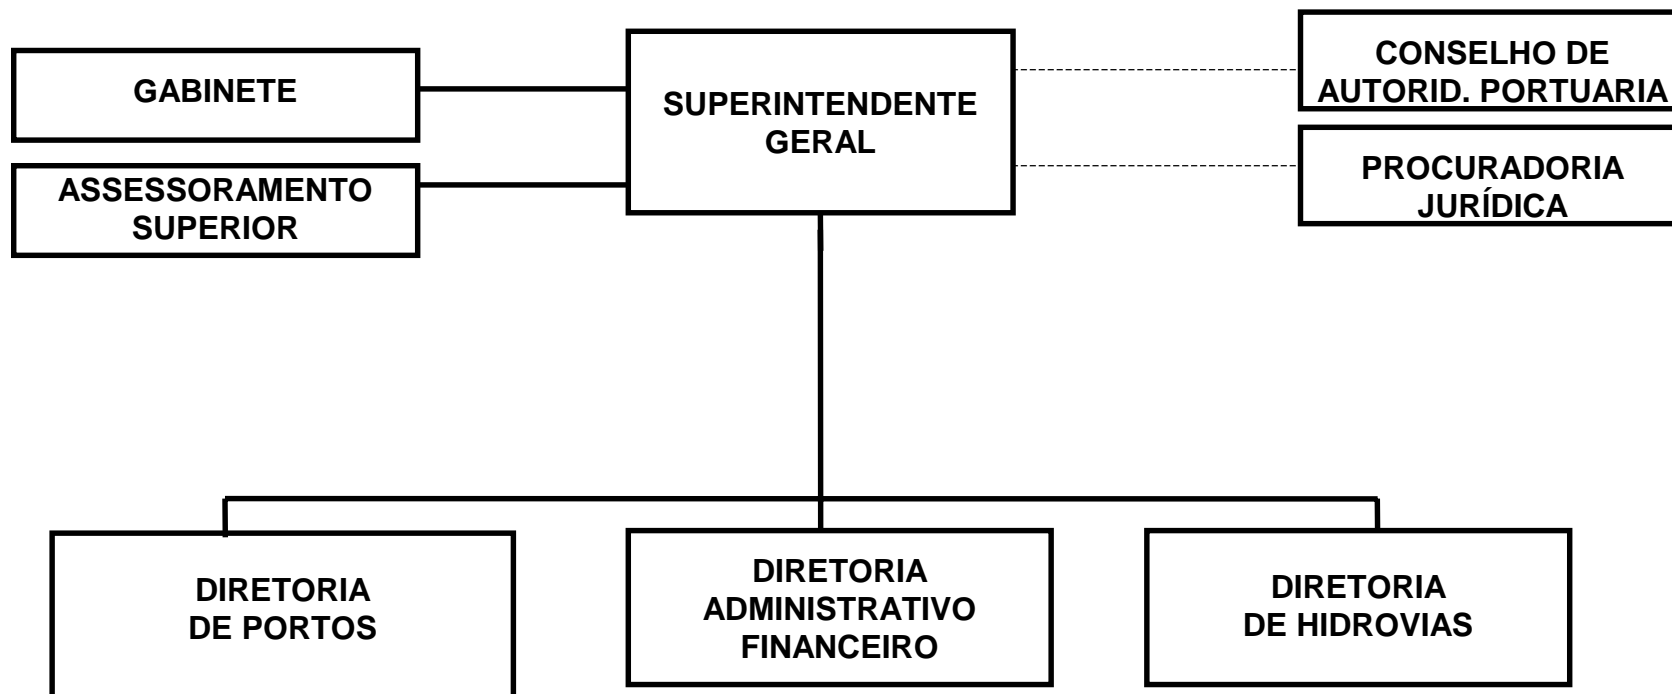 GABINETE
ASSESSORAMENTO
SUPERIOR
SUPERINTENDENTE
GERAL
CONSELHO DE
AUTORID. PORTUARIA
PROCURADORIA
JURÍDICA
DIRETORIA
DE PORTOS
DIRETORIA
ADMINISTRATIVO
FINANCEIRO
DIRETORIA
DE HIDROVIAS